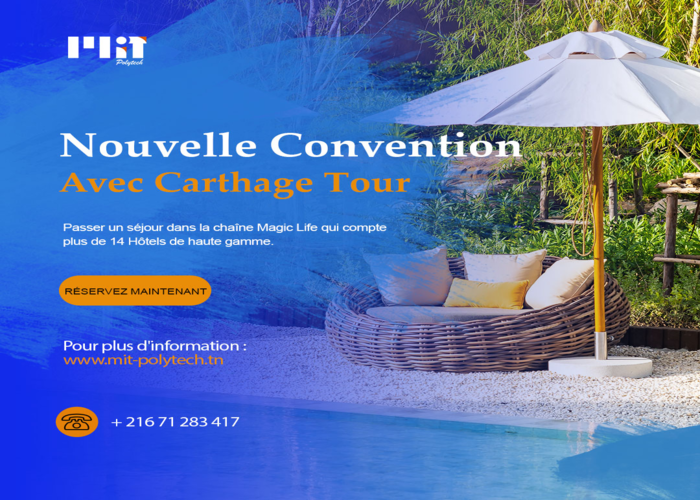 MIT
Polytech
Nouvelle Convention
Avec Carthage Tour
Passer un séjour dans la chaîne Magic Life qui compte
plus de 14 Hôtels de haute gamme.
RÉSERVEZ MAINTENANT
Pour plus d'information :
www.mit-polytech.tn
+ 216 71 283 417